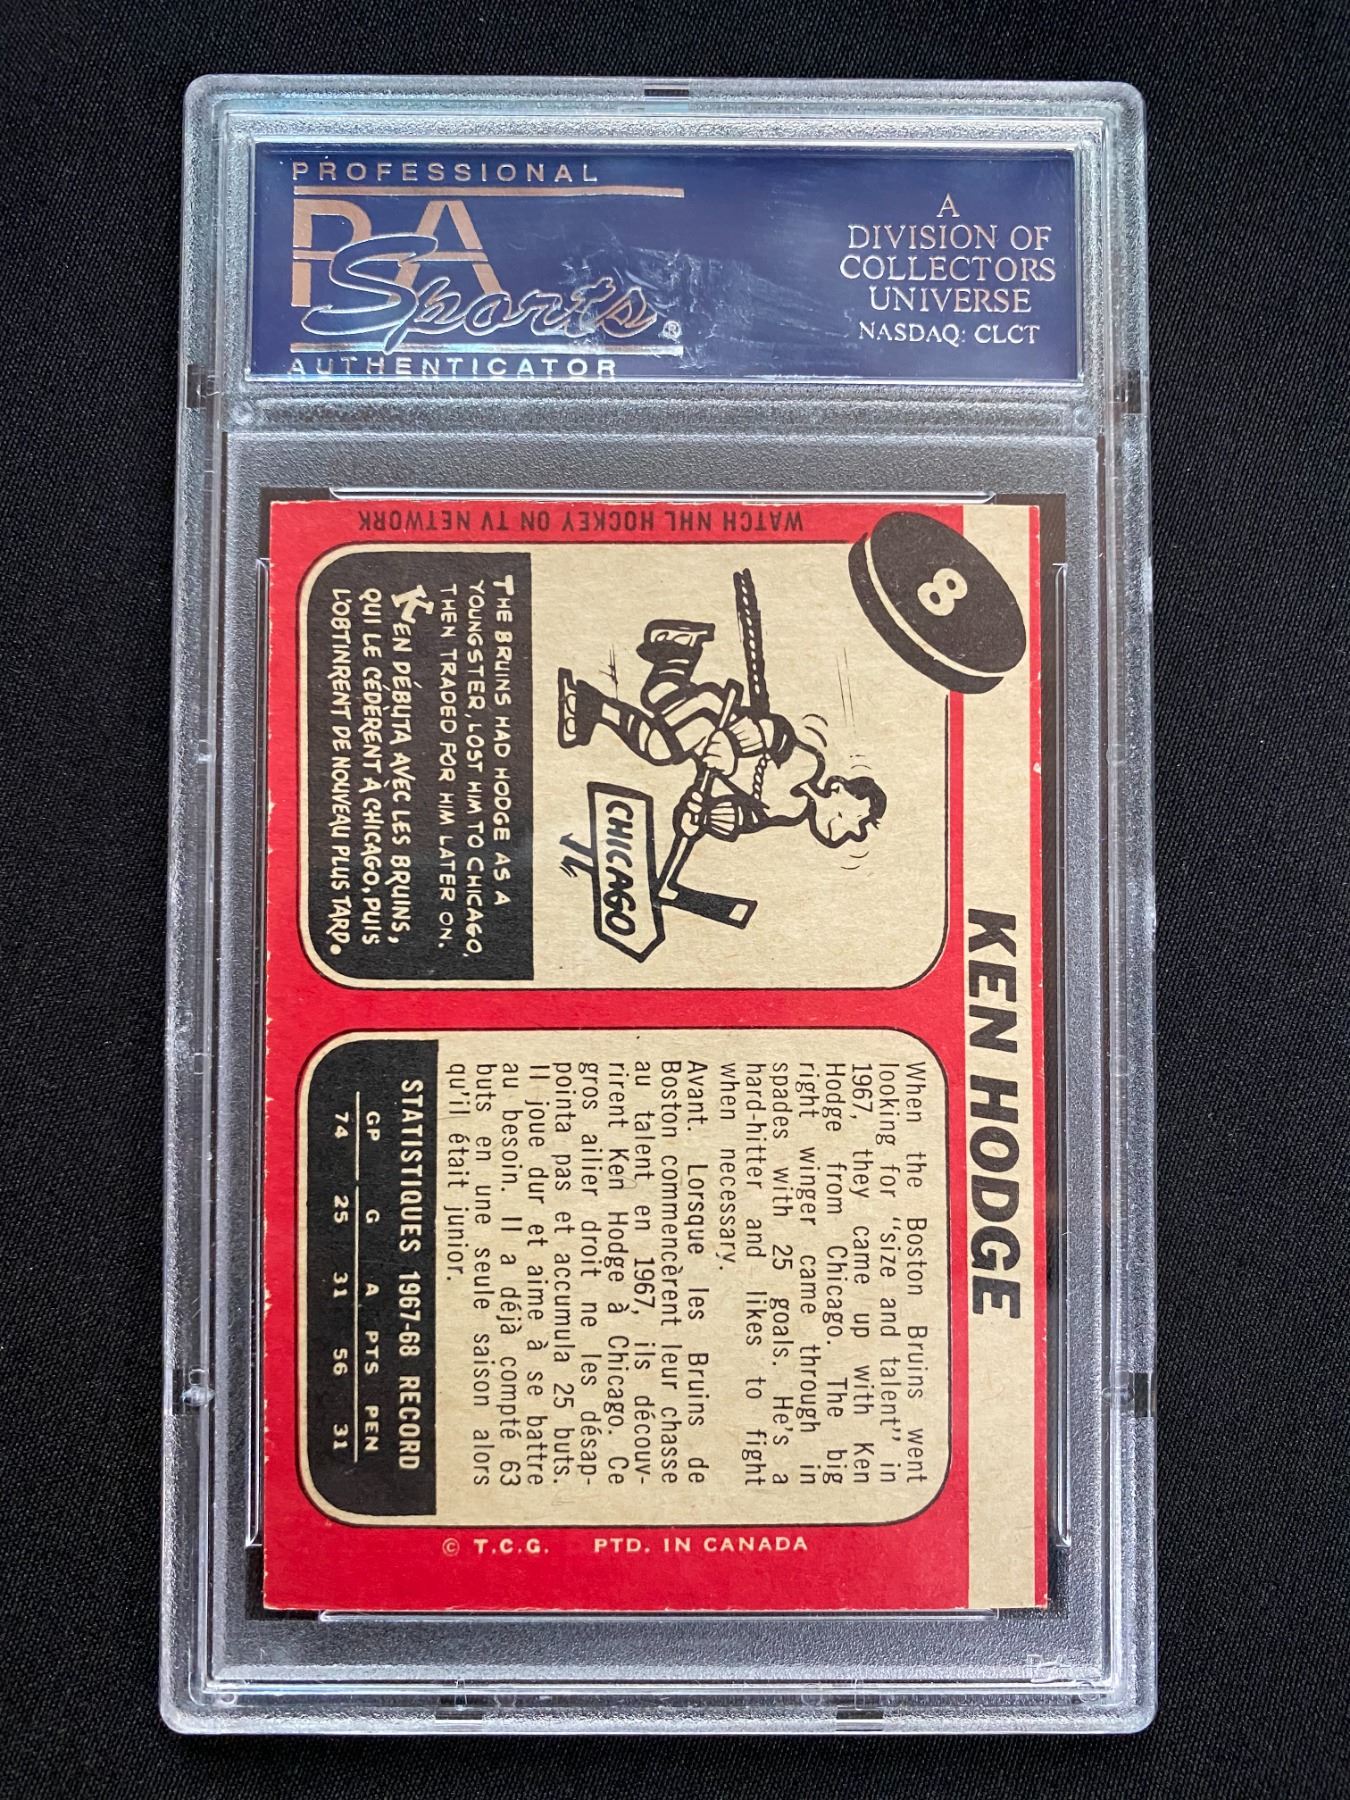 PROFESSIONAL
PSA
Sports®
AUTHENTICATOR
A
DIVISION OF
COLLECTORS
UNIVERSE
NASDAQ: CLCT
8
KEN HODGE
WATCH NHL HOCKEY ON TV NETWORK
CHICAGO
THE BRUINS HAD HODGE AS A
YOUNGSTER, LOST HIM TO CHICAGO,
THEN TRADED FOR HIM LATER ON.
KEN DÉBUTA AVEC LES BRUINS,
QUI LE CÉDÈRENT À CHICAGO, PUIS
L'OBTINRENT DE NOUVEAU PLUS TARD.
When the Boston Bruins went
looking for "size and talent" in
1967, they came up with Ken
Hodge from Chicago. The big
right winger came through in
spades with 25 goals. He's a
hard-hitter and likes to fight
when necessary.
Avant. Lorsque les Bruins de
Boston commencèrent leur chasse
au talent en 1967, ils découv-
rirent Ken Hodge à Chicago. Ce
gros ailier droit ne les désap-
pointa pas et accumula 25 buts.
Il joue dur et aime à se battre
au besoin. Il a déjà compté 63
buts en une seule saison alors
qu'il était junior.
STATISTIQUES 1967-68 RECORD
GP G A PTS PEN
74 25 31 56 31
© T.C.G. PTD. IN CANADA